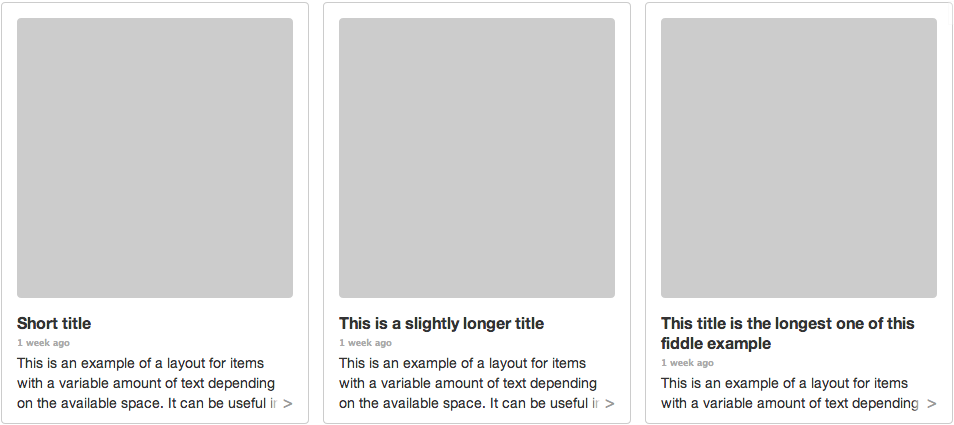 Short title
1 week ago
This is an example of a layout for items
with a variable amount of text depending
on the available space. It can be useful in >
This is a slightly longer title
1 week ago
This is an example of a layout for items
with a variable amount of text depending
on the available space. It can be useful in >
This title is the longest one of this
fiddle example
1 week ago
This is an example of a layout for items
with a variable amount of text depending >